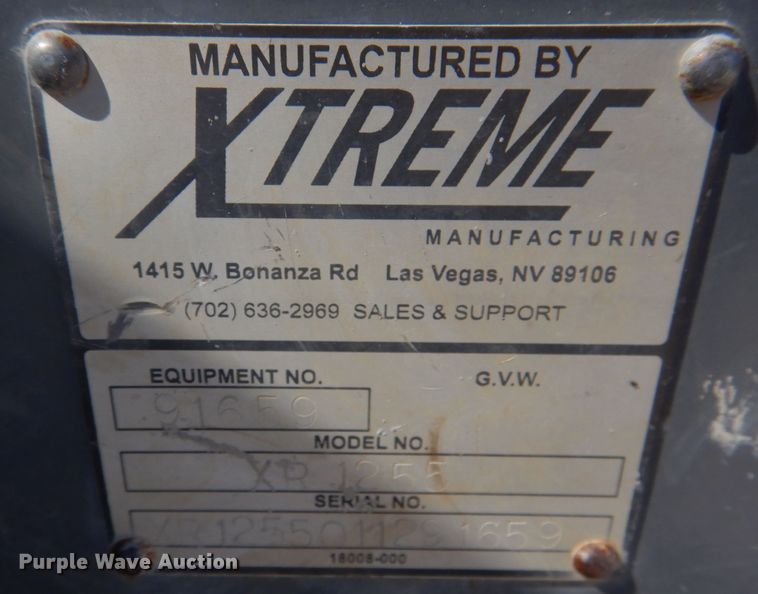 MANUFACTURED BY
XTREME
MANUFACTURING
1415 W. Bonanza Rd Las Vegas, NV 89106
(702) 636-2969 SALES & SUPPORT
EQUIPMENT NO. G.V.W.
91659
MODEL NO.
XR 1255
SERIAL NO.
XR1255011291659
18008-000
Purple Wave Auction